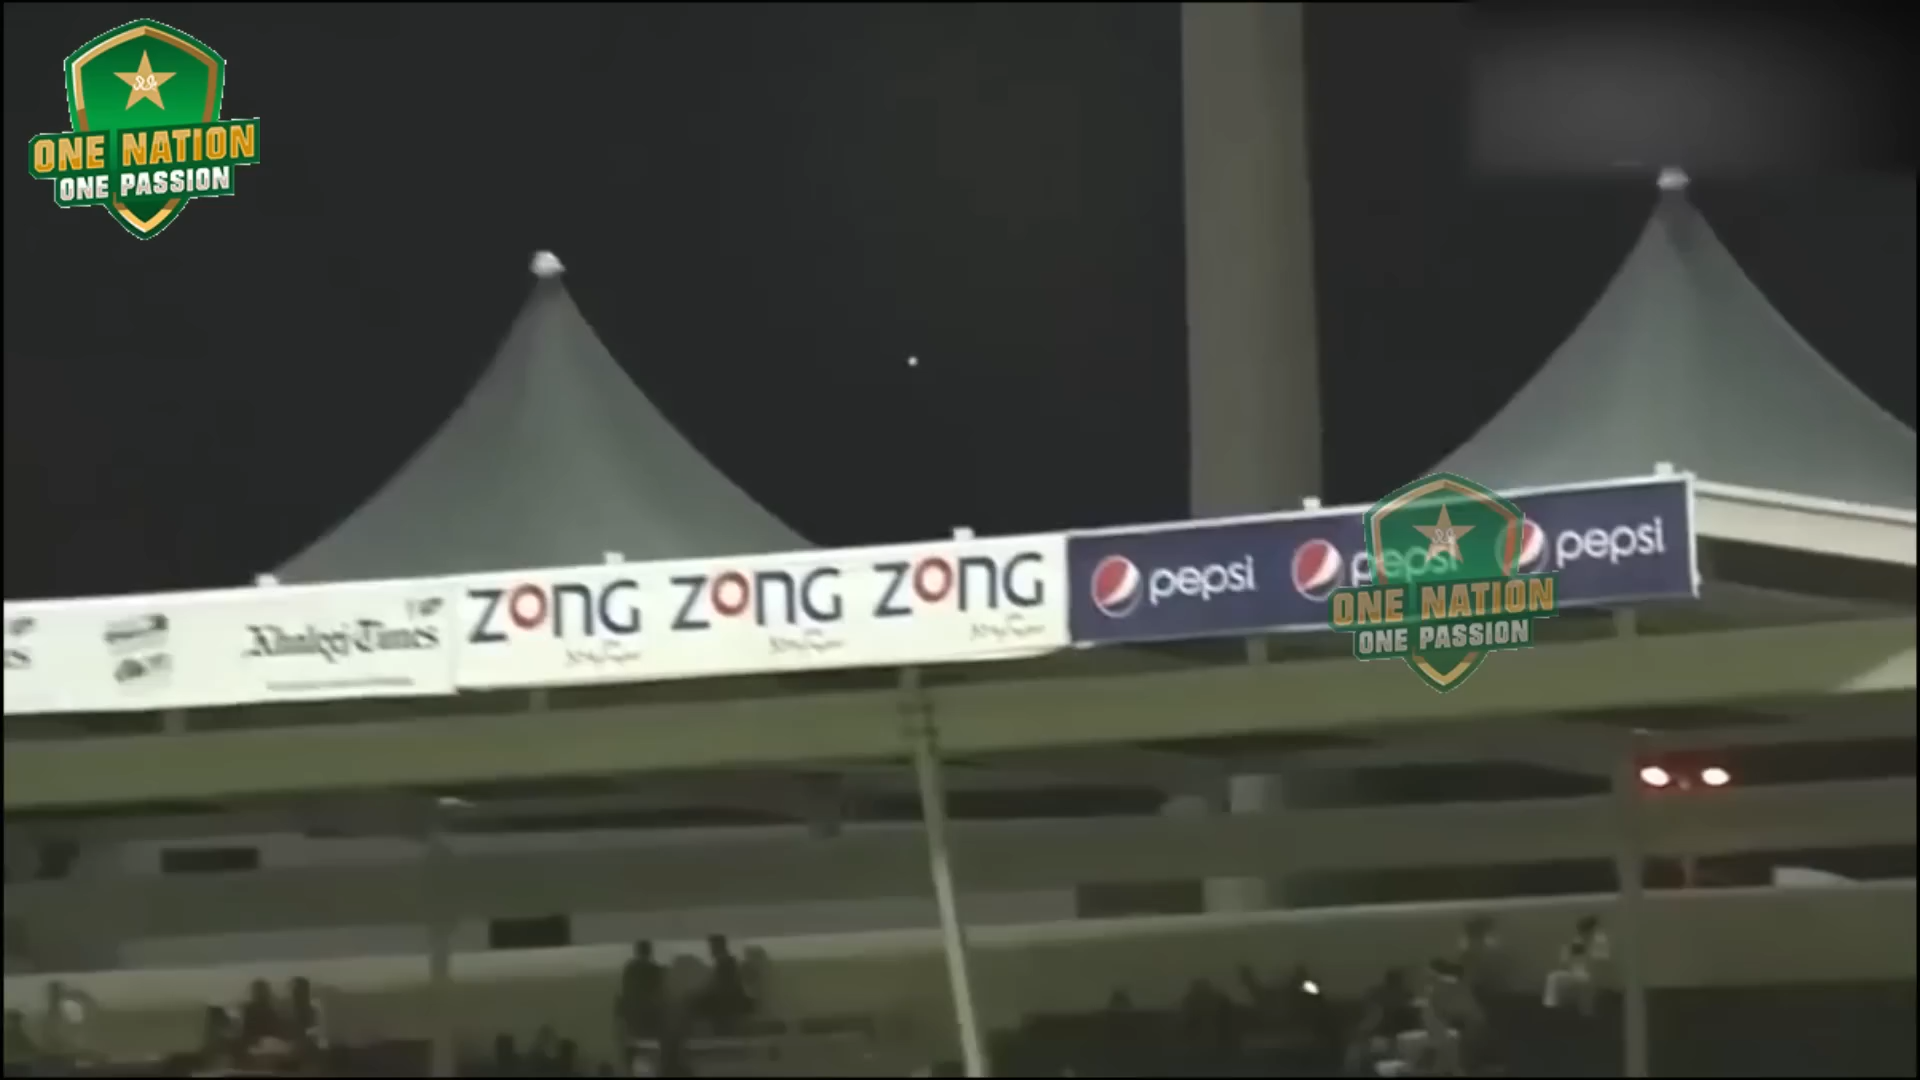 ONE NATION
ONE PASSION
Khaleej Times
ZONG ZONG ZONG
pepsi pepsi pepsi
ONE NATION
ONE PASSION